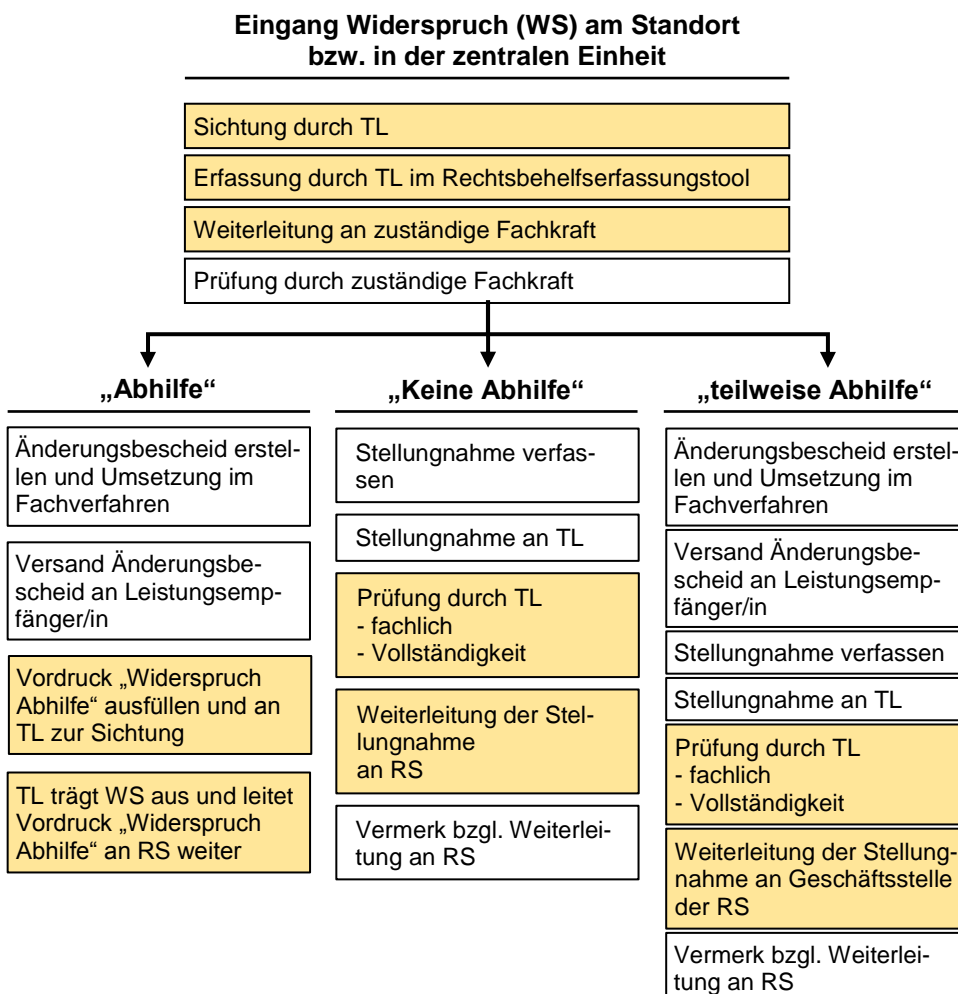 Eingang Widerspruch (WS) am Standort
bzw. in der zentralen Einheit
Sichtung durch TL
Erfassung durch TL im Rechtsbehelfserfassungstool
Weiterleitung an zuständige Fachkraft
Prüfung durch zuständige Fachkraft
„Abhilfe“
Änderungsbescheid erstel-
len und Umsetzung im
Fachverfahren
Versand Änderungsbe-
scheid an Leistungsemp-
fänger/in
Vordruck „Widerspruch
Abhilfe“ ausfüllen und an
TL zur Sichtung
TL trägt WS aus und leitet
Vordruck „Widerspruch
Abhilfe“ an RS weiter
„Keine Abhilfe“
Stellungnahme verfas-
sen
Stellungnahme an TL
Prüfung durch TL
- fachlich
- Vollständigkeit
Weiterleitung der Stel-
lungnahme
an RS
Vermerk bzgl. Weiterlei-
tung an RS
„teilweise Abhilfe“
Änderungsbescheid erstel-
len und Umsetzung im
Fachverfahren
Versand Änderungsbe-
scheid an Leistungsemp-
fänger/in
Stellungnahme verfassen
Stellungnahme an TL
Prüfung durch TL
- fachlich
- Vollständigkeit
Weiterleitung der Stellung-
nahme an Geschäftsstelle
der RS
Vermerk bzgl. Weiterlei-
tung an RS